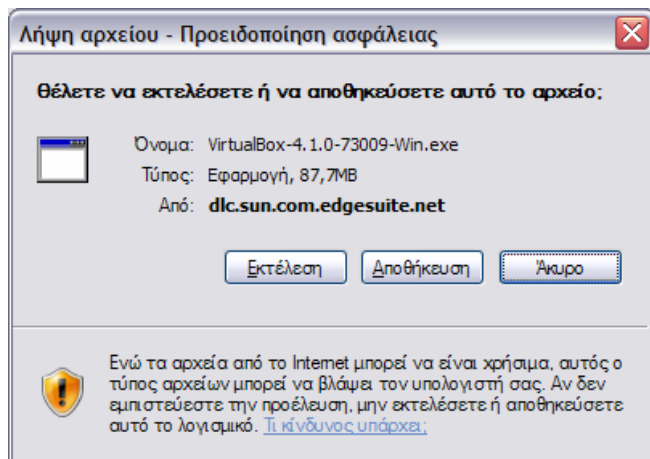 Λήψη αρχείου - Προειδοποίηση ασφάλειας
Θέλετε να εκτελέσετε ή να αποθηκεύσετε αυτό το αρχείο;
Όνομα: VirtualBox-4.1.0-73009-Win.exe
Τύπος: Εφαρμογή, 87,7MB
Από: dlc.sun.com.edgesuite.net
Εκτέλεση Αποθήκευση Άκυρο
Ενώ τα αρχεία από το Internet μπορεί να είναι χρήσιμα, αυτός ο
τύπος αρχείων μπορεί να βλάψει τον υπολογιστή σας. Αν δεν
εμπιστεύεστε την προέλευση, μην εκτελέσετε ή αποθηκεύσετε
αυτό το λογισμικό. Τι κίνδυνος υπάρχει;